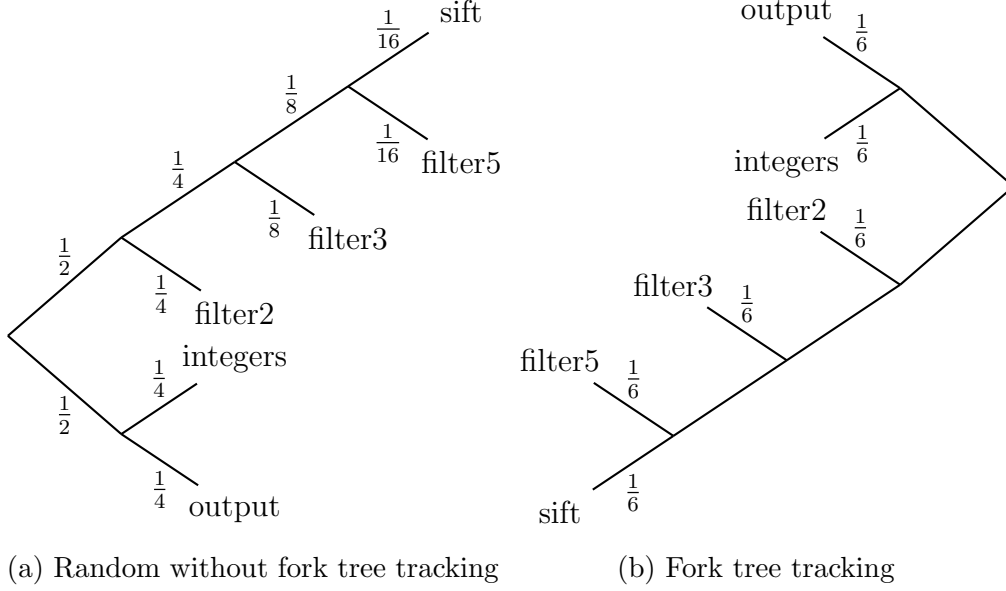 sift
1/16
1/8
1/16
filter5
1/4
1/8
filter3
1/2
1/4
filter2
integers
1/4
1/2
1/4
output
(a) Random without fork tree tracking
output
1/6
integers
1/6
filter2
1/6
filter3
1/6
filter5
1/6
sift
1/6
(b) Fork tree tracking